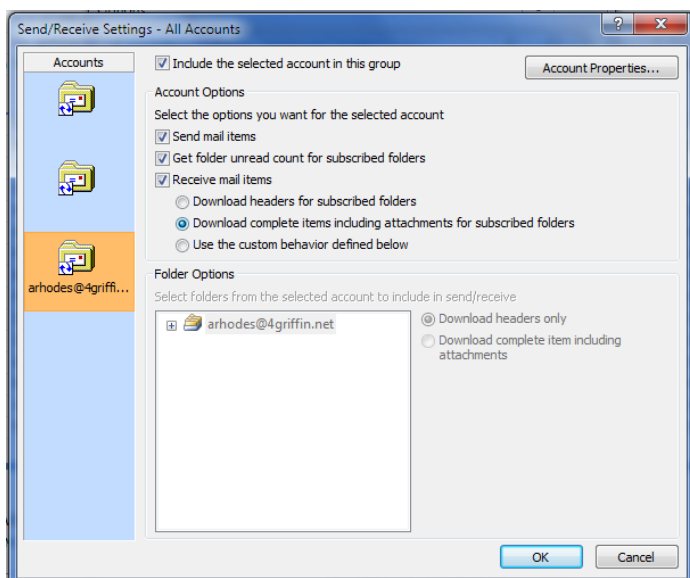 Send/Receive Settings - All Accounts
Accounts
Include the selected account in this group
Account Properties...
Account Options
Select the options you want for the selected account
Send mail items
Get folder unread count for subscribed folders
Receive mail items
Download headers for subscribed folders
Download complete items including attachments for subscribed folders
Use the custom behavior defined below
arhodes@4griffi...
Folder Options
Select folders from the selected account to include in send/receive
arhodes@4griffin.net
Download headers only
Download complete item including
attachments
OK
Cancel